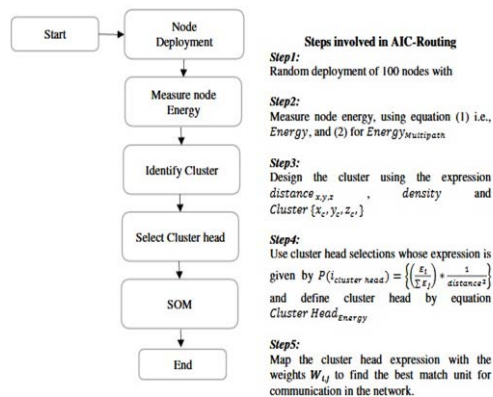 Start
Node
Deployment
Measure node
Energy
Identify Cluster
Select Cluster head
SOM
End
Steps involved in AIC-Routing
Step1:
Random deployment of 100 nodes with
Step2:
Measure node energy, using equation (1) i.e.,
Energy, and (2) for Energy_Multipath
Step3:
Design the cluster using the expression
distance_x,y,z , density and
Cluster {x_c, y_c, z_c,}
Step4:
Use cluster head selections whose expression is
given by P(i_cluster head) = {(E_i / ∑ E_j) * 1 / distance²}
and define cluster head by equation
Cluster Head_Energy
Step5:
Map the cluster head expression with the
weights W_i,j to find the best match unit for
communication in the network.